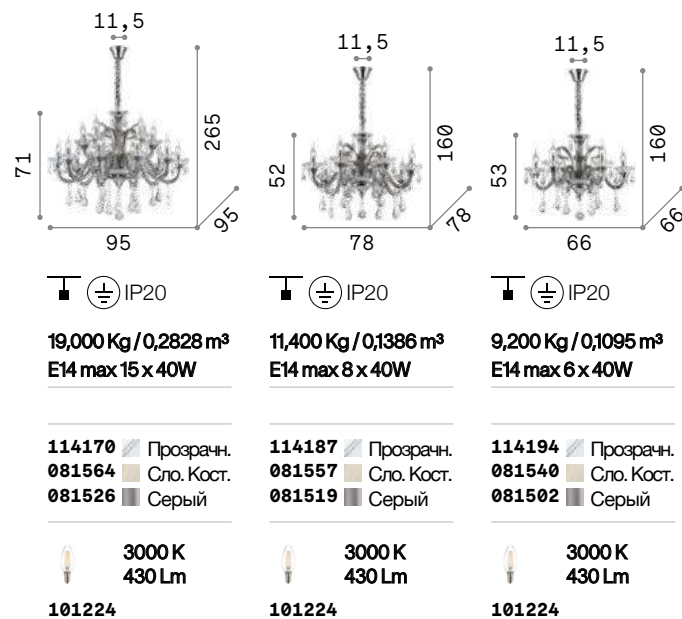 11,5
265
71
95
95
IP20
19,000 Kg / 0,2828 m³
E14 max 15 x 40W
114170 Прозрачн.
081564 Сло. Кост.
081526 Серый
3000 K
430 Lm
101224
11,5
160
52
78
78
IP20
11,400 Kg / 0,1386 m³
E14 max 8 x 40W
114187 Прозрачн.
081557 Сло. Кост.
081519 Серый
3000 K
430 Lm
101224
11,5
160
53
66
66
IP20
9,200 Kg / 0,1095 m³
E14 max 6 x 40W
114194 Прозрачн.
081540 Сло. Кост.
081502 Серый
3000 K
430 Lm
101224